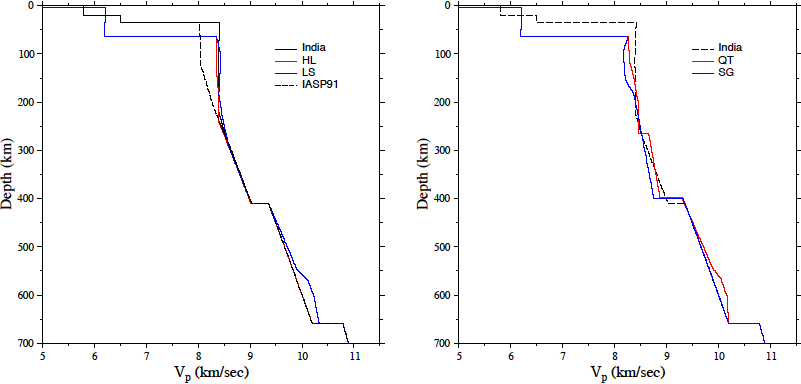 0
100
200
300
400
500
600
700
Depth (km)
5 6 7 8 9 10 11
Vp (km/sec)
India
HL
LS
IASP91
0
100
200
300
400
500
600
700
Depth (km)
5 6 7 8 9 10 11
Vp (km/sec)
India
QT
SG